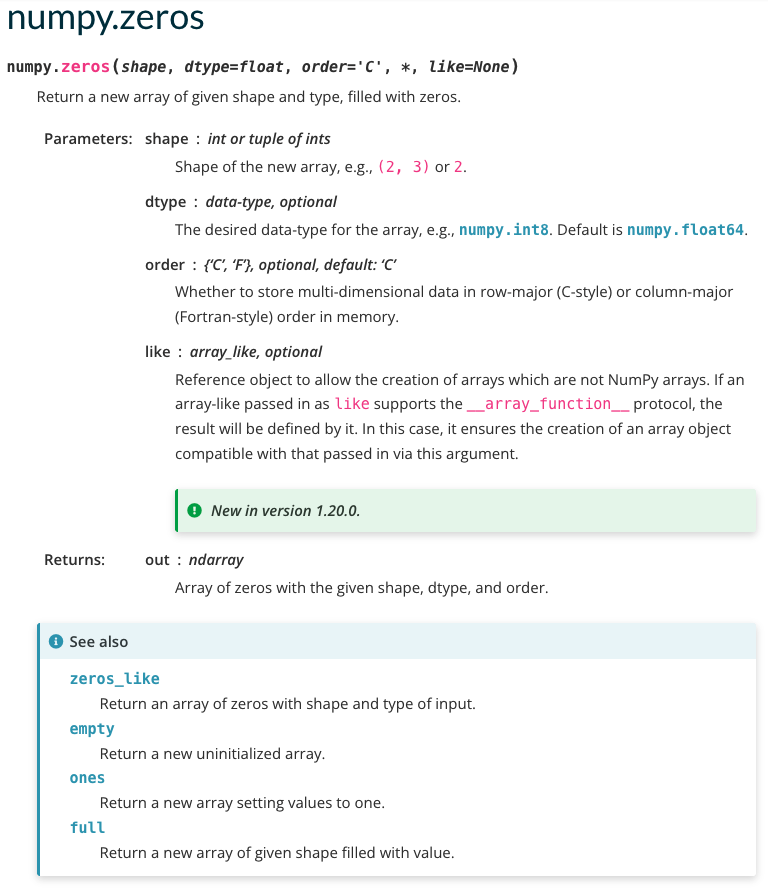 numpy.zeros
numpy.zeros(shape, dtype=float, order='C', *, like=None)
Return a new array of given shape and type, filled with zeros.
Parameters: shape : int or tuple of ints
Shape of the new array, e.g., (2, 3) or 2.
dtype : data-type, optional
The desired data-type for the array, e.g., numpy.int8. Default is numpy.float64.
order : {‘C’, ‘F’}, optional, default: ‘C’
Whether to store multi-dimensional data in row-major (C-style) or column-major
(Fortran-style) order in memory.
like : array_like, optional
Reference object to allow the creation of arrays which are not NumPy arrays. If an
array-like passed in as like supports the __array_function__ protocol, the
result will be defined by it. In this case, it ensures the creation of an array object
compatible with that passed in via this argument.
New in version 1.20.0.
Returns: out : ndarray
Array of zeros with the given shape, dtype, and order.
See also
zeros_like
Return an array of zeros with shape and type of input.
empty
Return a new uninitialized array.
ones
Return a new array setting values to one.
full
Return a new array of given shape filled with value.